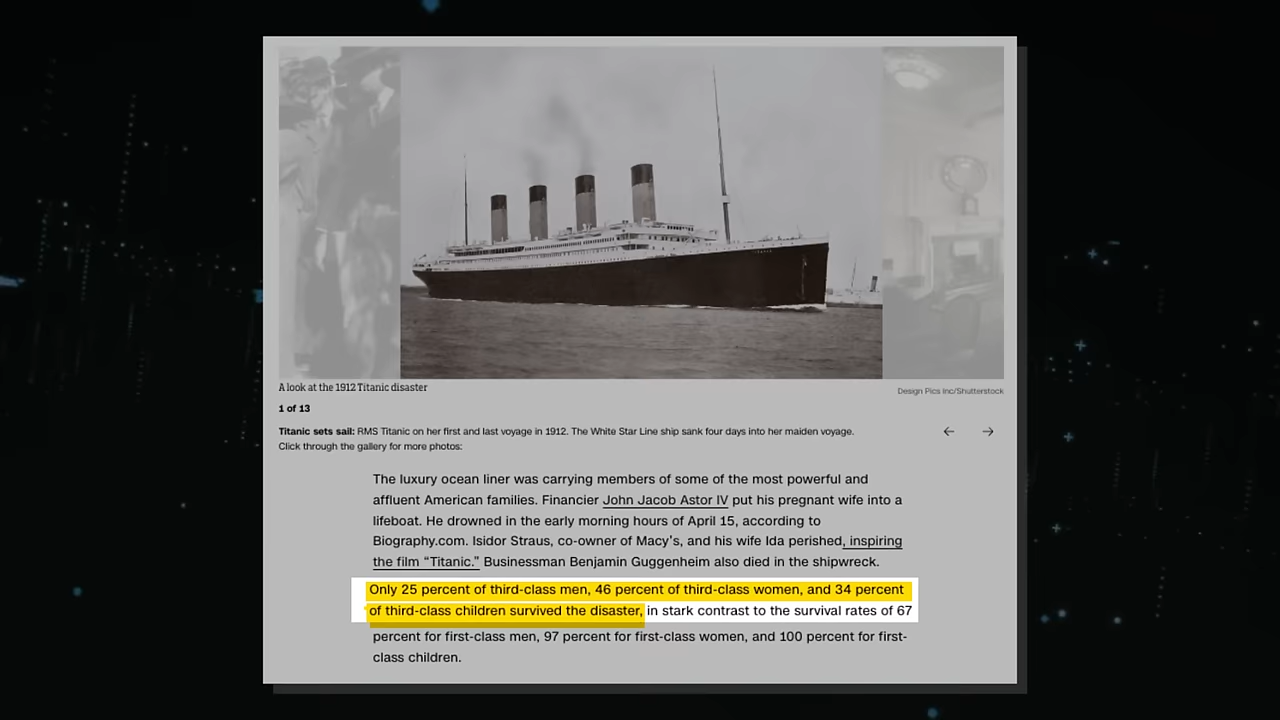 A look at the 1912 Titanic disaster
Design Pics Inc/Shutterstock
1 of 13
Titanic sets sail: RMS Titanic on her first and last voyage in 1912. The White Star Line ship sank four days into her maiden voyage.
Click through the gallery for more photos:
The luxury ocean liner was carrying members of some of the most powerful and
affluent American families. Financier John Jacob Astor IV put his pregnant wife into a
lifeboat. He drowned in the early morning hours of April 15, according to
Biography.com. Isidor Straus, co-owner of Macy's, and his wife Ida perished, inspiring
the film “Titanic.” Businessman Benjamin Guggenheim also died in the shipwreck.
Only 25 percent of third-class men, 46 percent of third-class women, and 34 percent
of third-class children survived the disaster, in stark contrast to the survival rates of 67
percent for first-class men, 97 percent for first-class women, and 100 percent for first-
class children.